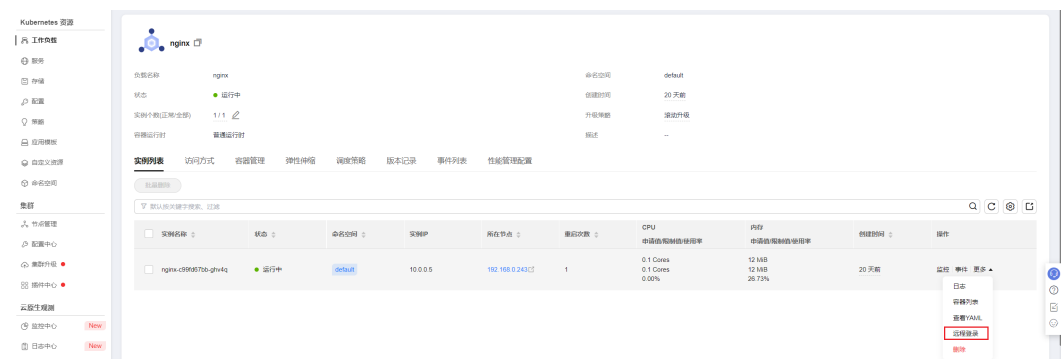 Kubernetes 资源
工作负载
服务
存储
配置
策略
应用模板
自定义资源
命名空间
集群
节点管理
配置中心
集群升级
插件中心
云原生观测
监控中心 New
日志中心 New
nginx
负载名称 nginx 命名空间 default
状态 运行中 创建时间 20 天前
实例个数(正常/全部) 1 / 1 升级策略 滚动升级
容器运行时 普通运行时 描述 --
实例列表 访问方式 容器管理 弹性伸缩 调度策略 版本记录 事件列表 性能管理配置
批量删除
默认按关键字搜索、过滤
实例名称 状态 命名空间 实例IP 所在节点 重启次数 CPU 申请值/限制值/使用率 内存 申请值/限制值/使用率 创建时间 操作
nginx-c99fd67bb-ghv4q 运行中 default 10.0.0.5 192.168.0.243 1 0.1 Cores 0.1 Cores 0.00% 12 MiB 12 MiB 26.73% 20 天前 监控 事件 更多
日志
容器列表
查看YAML
远程登录
删除